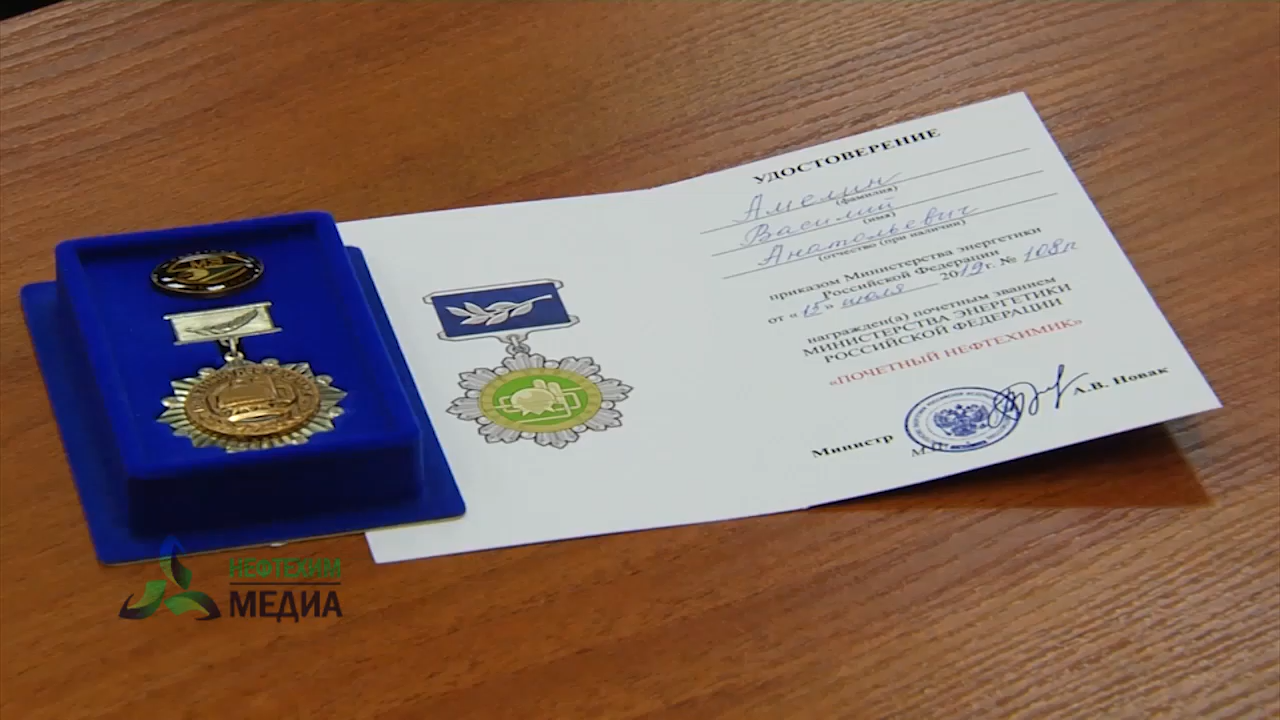 УДОСТОВЕРЕНИЕ
Амелин
(фамилия)
Василий
(имя)
Анатольевич
(отчество (при наличии)
приказом Министерства энергетики
Российской Федерации
от «15» июля 2019г. № 108п
награжден(а) почетным званием
МИНИСТЕРСТВА ЭНЕРГЕТИКИ
РОССИЙСКОЙ ФЕДЕРАЦИИ
«ПОЧЕТНЫЙ НЕФТЕХИМИК»
Министр А.В. Новак
М.П.
НЕФТЕХИМ
МЕДИА